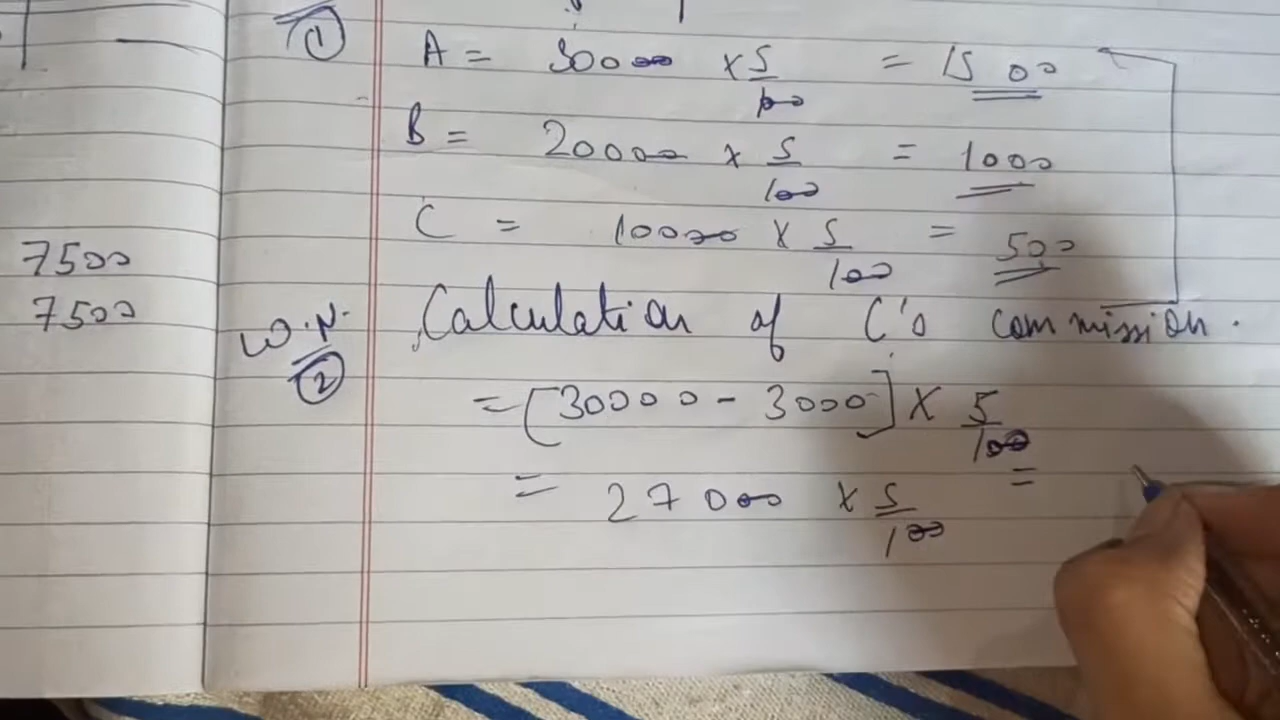 ① A = 30000 × 5/100 = 1500
B = 20000 × 5/100 = 1000
C = 10000 × 5/100 = 500
7500
7500
W.N. ② Calculation of C's commission.
= [30000 - 3000] × 5/100
= 27000 × 5/100 =